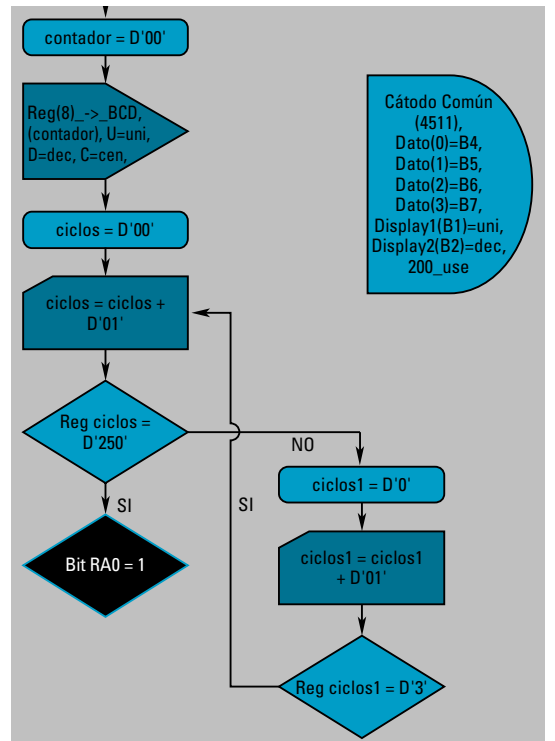 contador = D'00'
Reg(8)_->_BCD,
(contador), U=uni,
D=dec, C=cen,
ciclos = D'00'
ciclos = ciclos +
D'01'
Reg ciclos =
D'250'
NO
SI
Bit RA0 = 1
SI
ciclos1 = D'0'
ciclos1 = ciclos1
+ D'01'
Reg ciclos1 = D'3'
Cátodo Común
(4511),
Dato(0)=B4,
Dato(1)=B5,
Dato(2)=B6,
Dato(3)=B7,
Display1(B1)=uni,
Display2(B2)=dec,
200_use